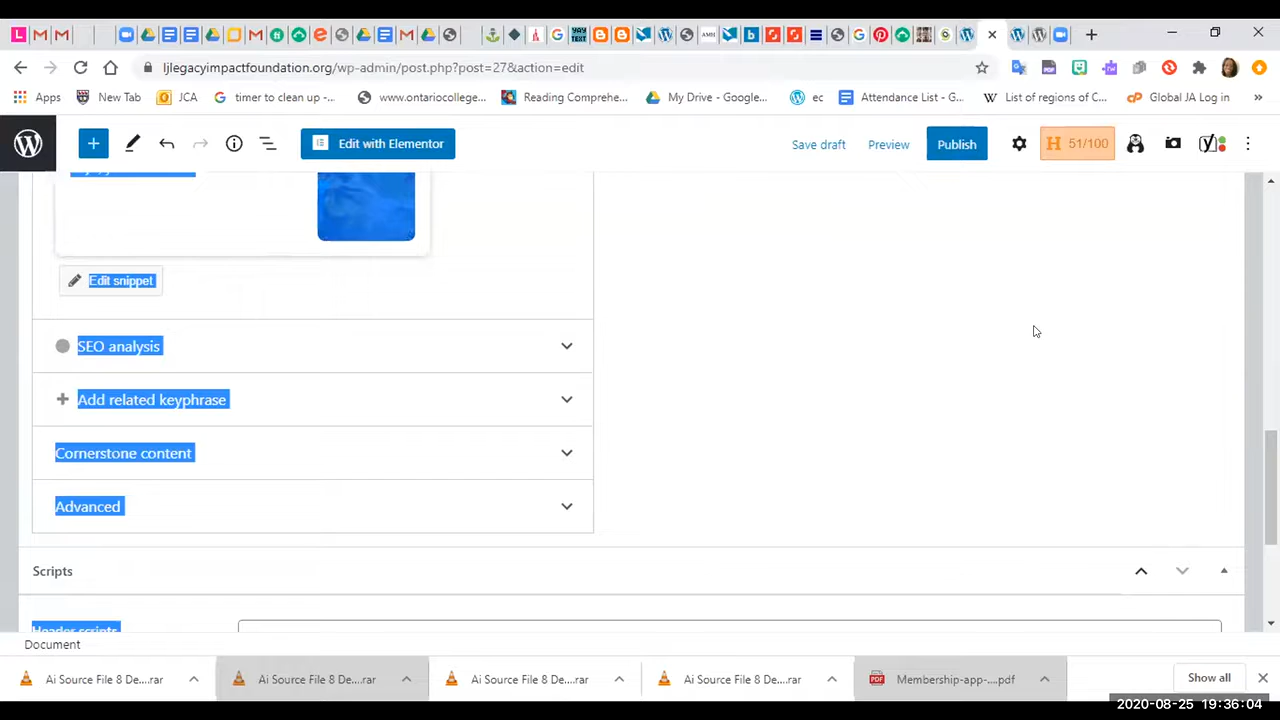 ljlegacyimpactfoundation.org/wp-admin/post.php?post=27&action=edit
Apps New Tab JCA timer to clean up -... www.ontariocollege... Reading Comprehe... My Drive - Google... ec Attendance List - G... List of regions of C... Global JA Log in
Edit with Elementor Save draft Preview Publish H 51/100
Edit snippet
SEO analysis
Add related keyphrase
Cornerstone content
Advanced
Scripts
Header scripts
Document
Ai Source File 8 De....rar Ai Source File 8 De....rar Ai Source File 8 De....rar Ai Source File 8 De....rar Membership-app-....pdf Show all
2020-08-25 19:36:04